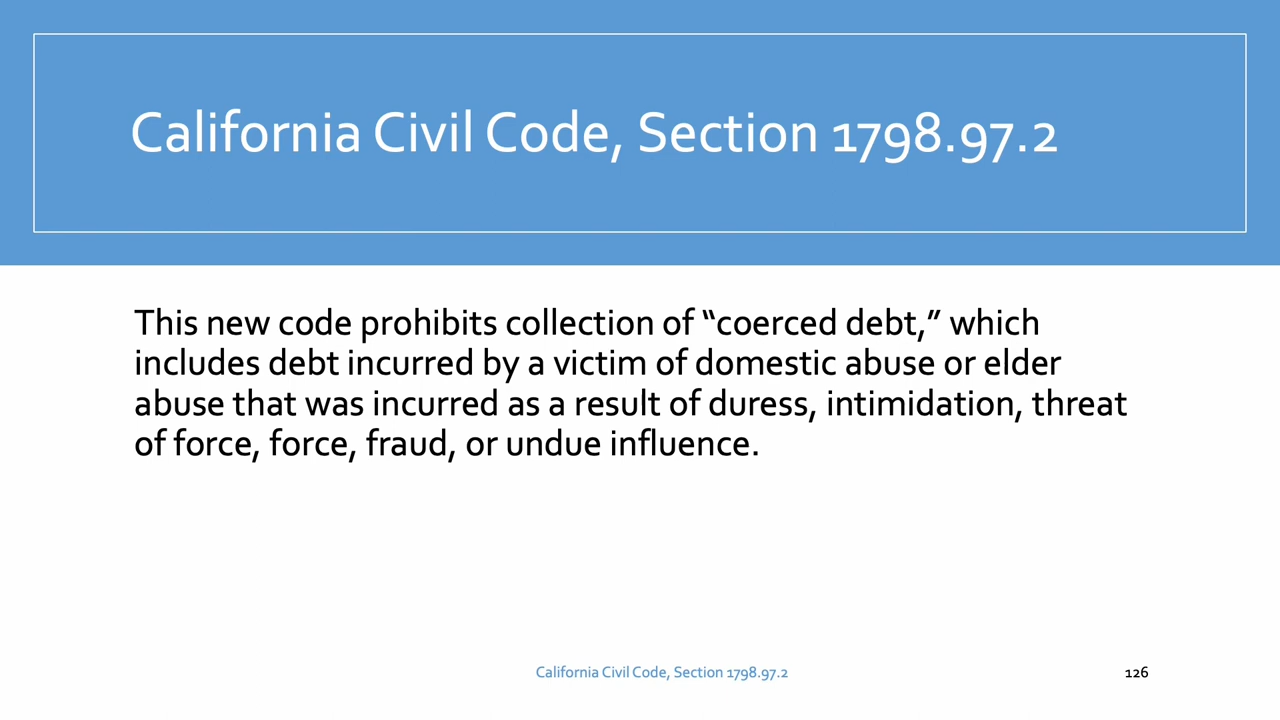 California Civil Code, Section 1798.97.2
This new code prohibits collection of “coerced debt,” which
includes debt incurred by a victim of domestic abuse or elder
abuse that was incurred as a result of duress, intimidation, threat
of force, force, fraud, or undue influence.
California Civil Code, Section 1798.97.2
126